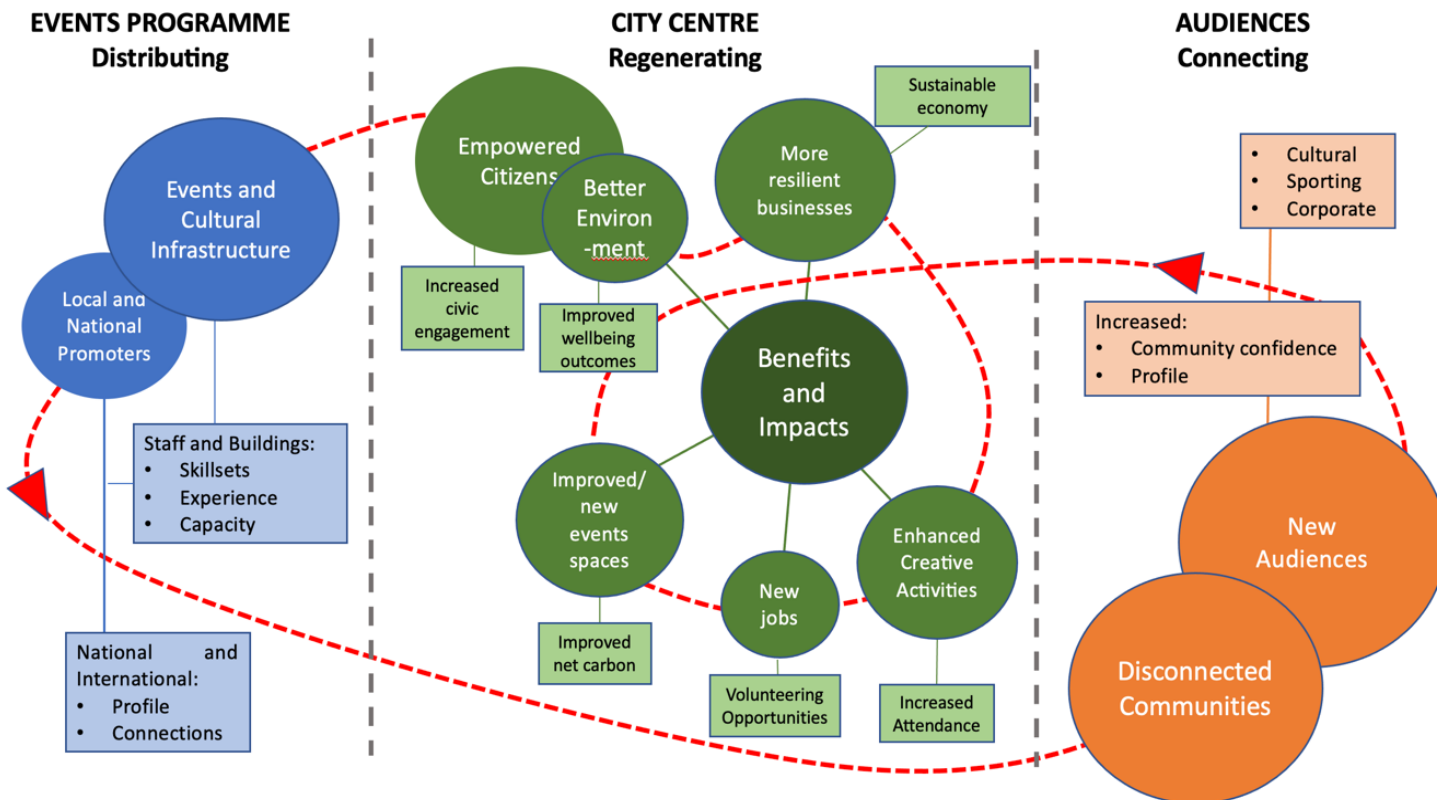 EVENTS PROGRAMME
Distributing
CITY CENTRE
Regenerating
AUDIENCES
Connecting
Events and
Cultural
Infrastructure
Local and
National
Promoters
Staff and Buildings:
• Skillsets
• Experience
• Capacity
National and
International:
• Profile
• Connections
Empowered
Citizens
Better
Environ
-ment
Increased
civic
engagement
Improved
wellbeing
outcomes
More
resilient
businesses
Sustainable
economy
Benefits
and
Impacts
Improved/
new
events
spaces
Improved
net carbon
New
jobs
Volunteering
Opportunities
Enhanced
Creative
Activities
Increased
Attendance
• Cultural
• Sporting
• Corporate
Increased:
• Community confidence
• Profile
New
Audiences
Disconnected
Communities